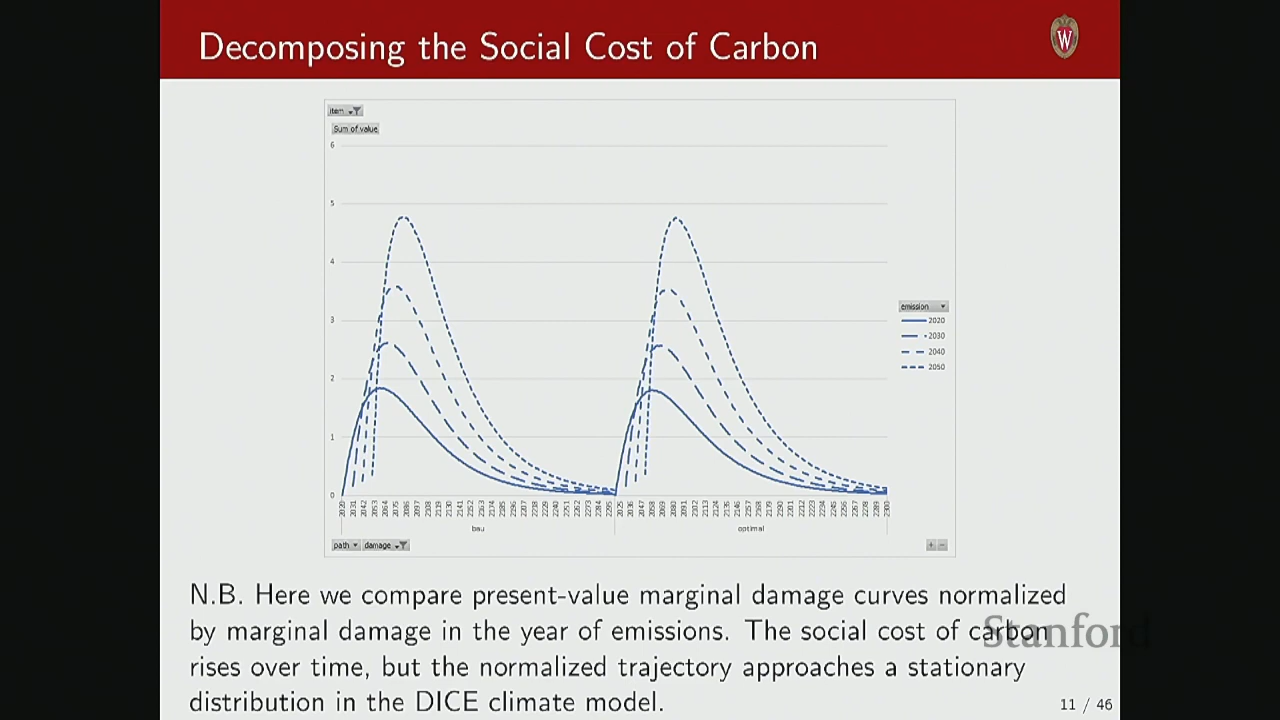 Decomposing the Social Cost of Carbon
W
item
Sum of value
6
5
4
3
2
1
0
emission
2020
2030
2040
2050
bau
optimal
path damage
+ -
N.B. Here we compare present-value marginal damage curves normalized
by marginal damage in the year of emissions. The social cost of carbon
rises over time, but the normalized trajectory approaches a stationary
distribution in the DICE climate model.
Stanford
11 / 46